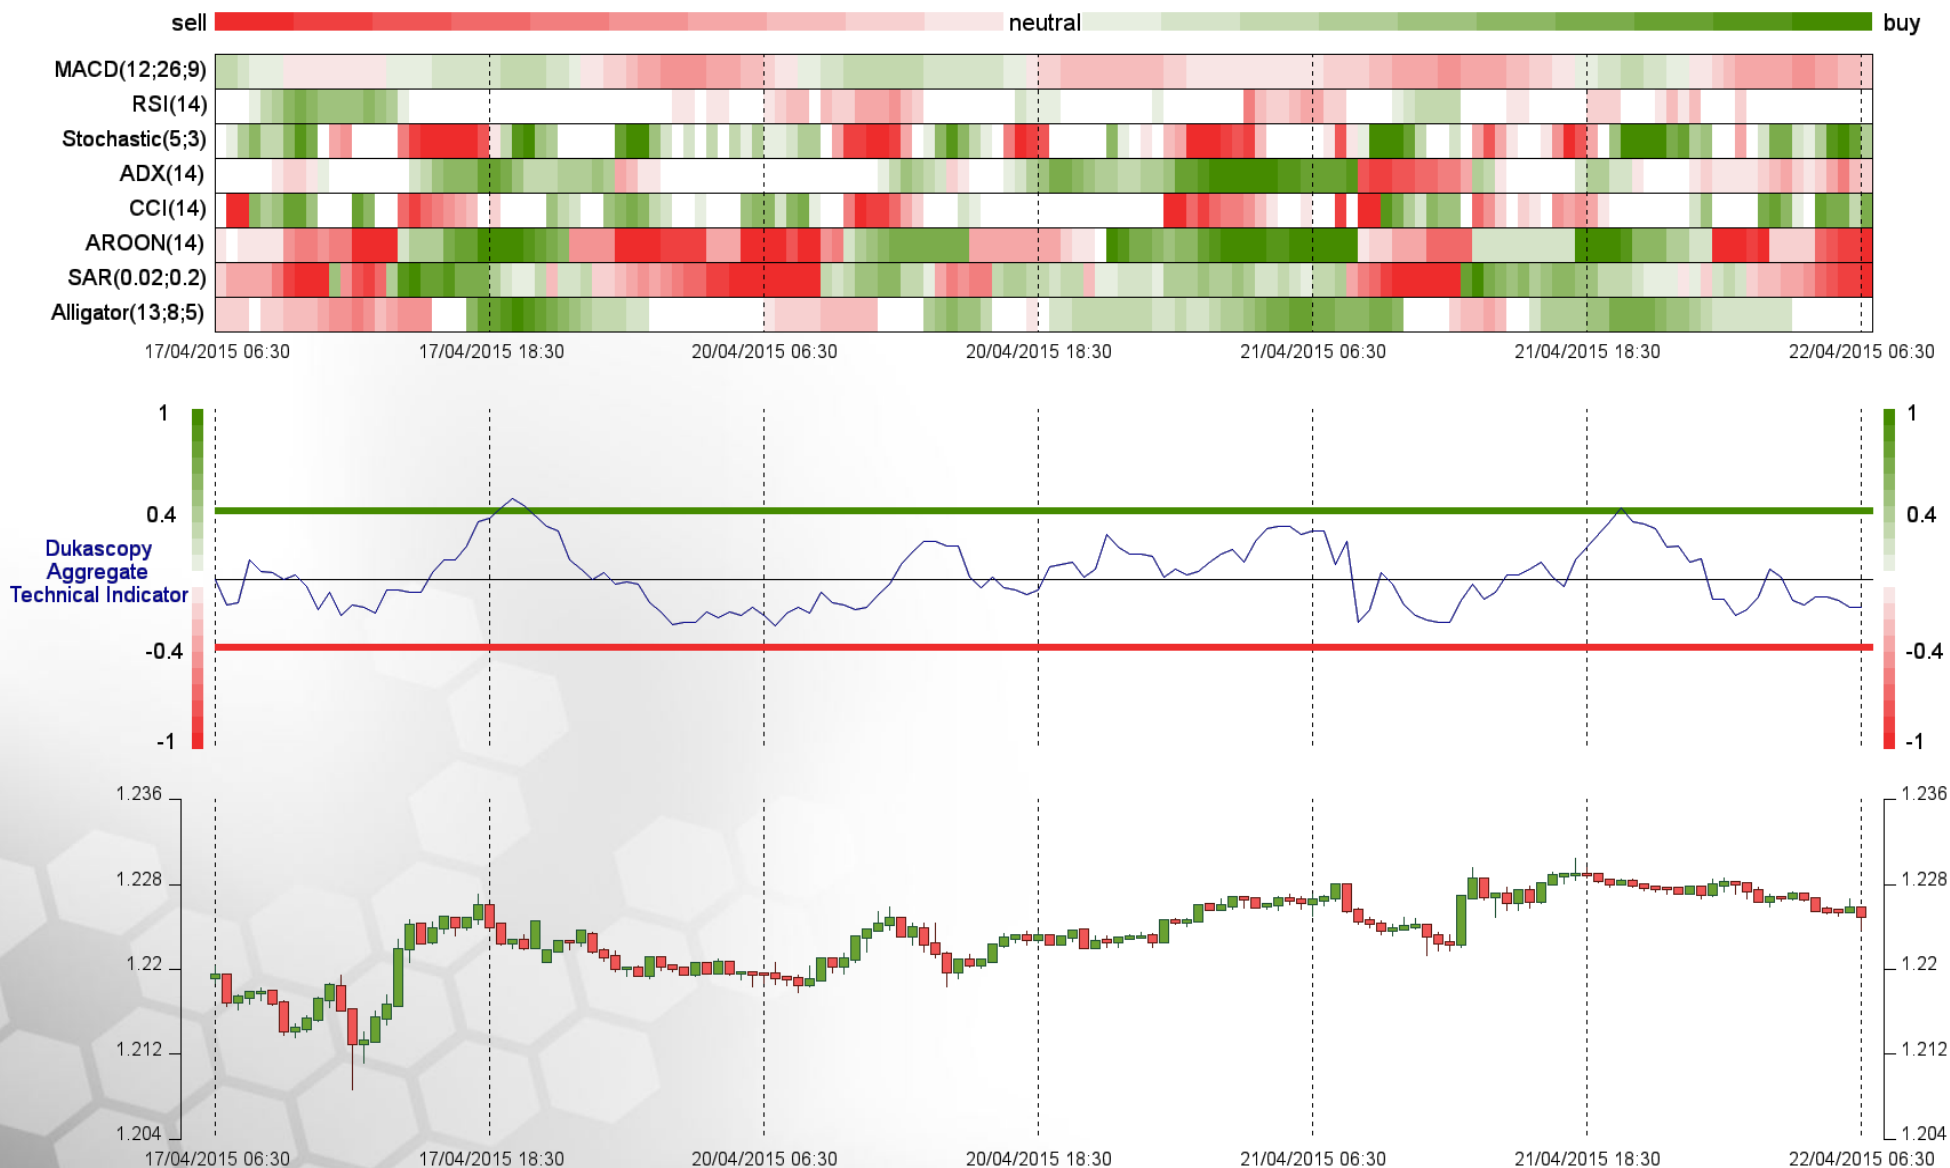 sell neutral buy
MACD(12;26;9)
RSI(14)
Stochastic(5;3)
ADX(14)
CCI(14)
AROON(14)
SAR(0.02;0.2)
Alligator(13;8;5)
17/04/2015 06:30 17/04/2015 18:30 20/04/2015 06:30 20/04/2015 18:30 21/04/2015 06:30 21/04/2015 18:30 22/04/2015 06:30
1 1
0.4 0.4
Dukascopy
Aggregate
Technical Indicator
-0.4 -0.4
-1 -1
1.236 1.236
1.228 1.228
1.22 1.22
1.212 1.212
1.204 1.204
17/04/2015 06:30 17/04/2015 18:30 20/04/2015 06:30 20/04/2015 18:30 21/04/2015 06:30 21/04/2015 18:30 22/04/2015 06:30